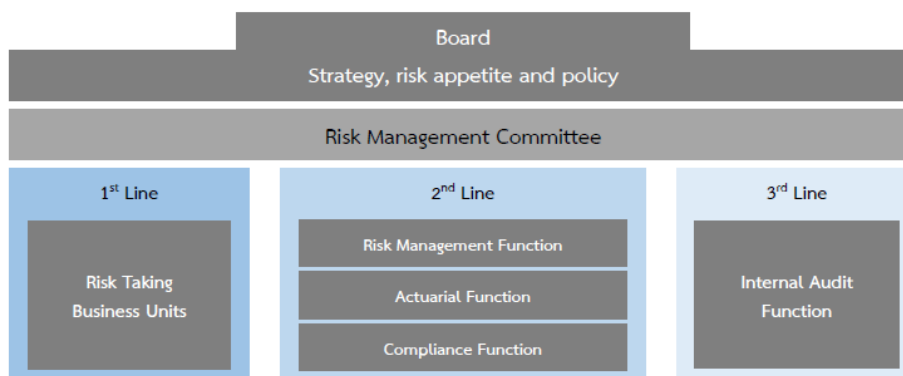 Board
Strategy, risk appetite and policy
Risk Management Committee
1st Line
Risk Taking
Business Units
2nd Line
Risk Management Function
Actuarial Function
Compliance Function
3rd Line
Internal Audit
Function